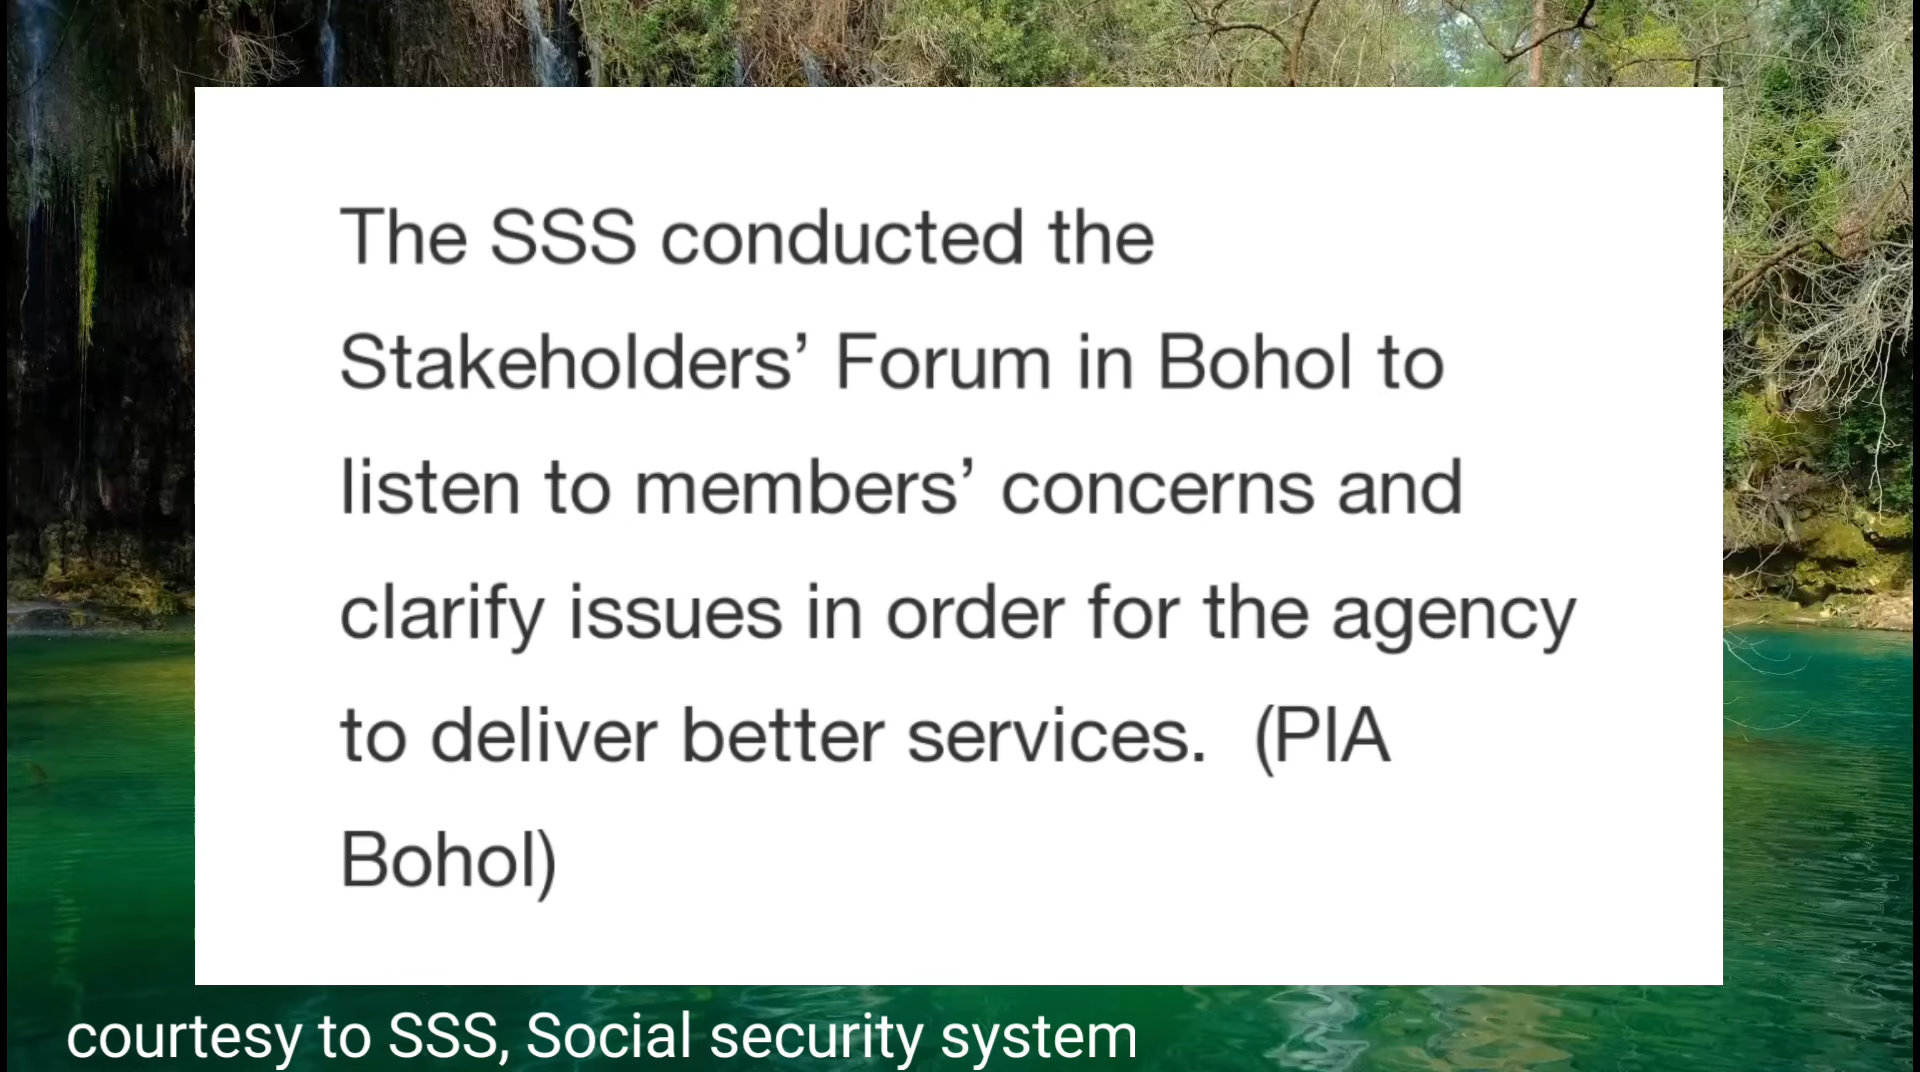 The SSS conducted the
Stakeholders’ Forum in Bohol to
listen to members’ concerns and
clarify issues in order for the agency
to deliver better services.  (PIA
Bohol)
courtesy to SSS, Social security system